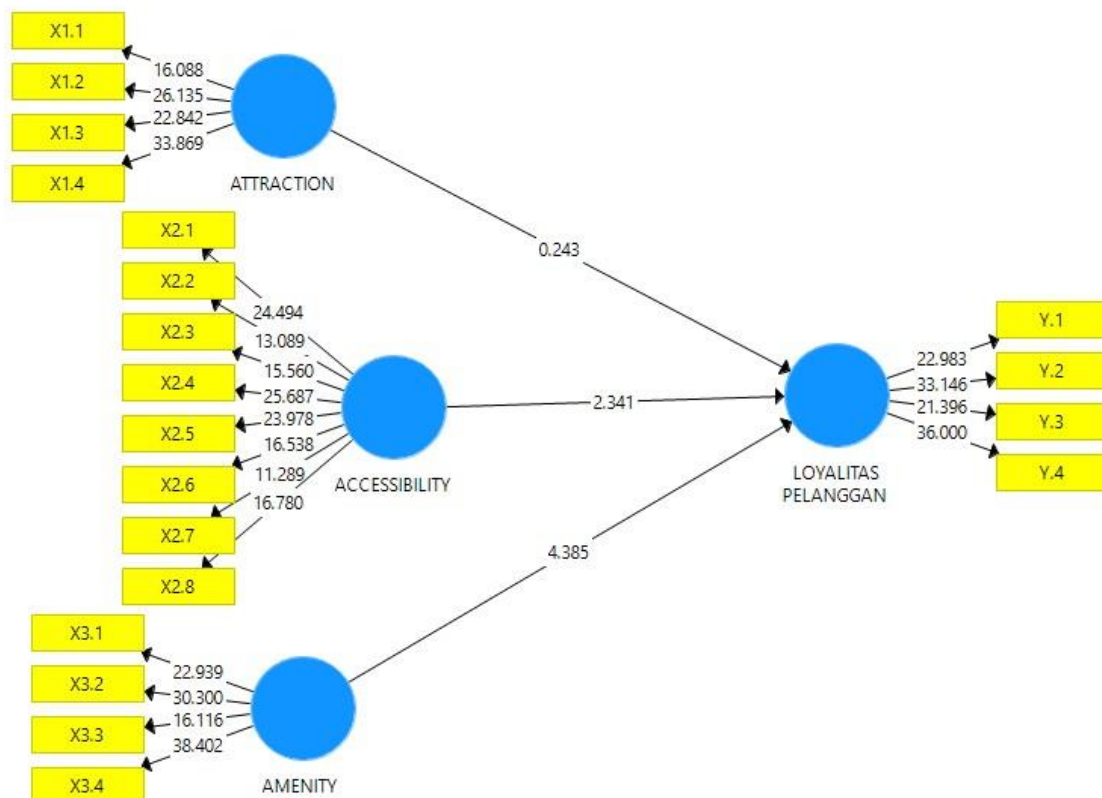 X1.1
X1.2
X1.3
X1.4
16.088
26.135
22.842
33.869
ATTRACTION
0.243
X2.1
X2.2
X2.3
X2.4
X2.5
X2.6
X2.7
X2.8
24.494
13.089
15.560
25.687
23.978
16.538
11.289
16.780
ACCESSIBILITY
2.341
X3.1
X3.2
X3.3
X3.4
22.939
30.300
16.116
38.402
AMENITY
4.385
LOYALITAS
PELANGGAN
22.983
33.146
21.396
36.000
Y.1
Y.2
Y.3
Y.4